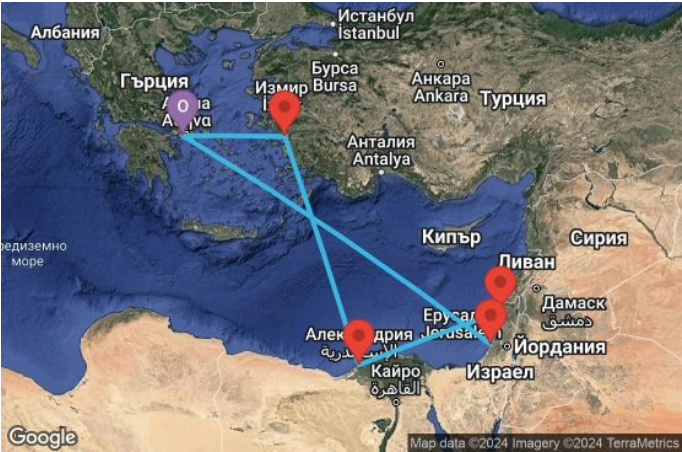 Истанбул
İstanbul
Албания
Бурса
Bursa
Гърция
Измир
Анкара
Ankara
Турция
O
Анталия
Antalya
Кипър
Сирия
море
Ливан
Дамаск
دمشق
Йордания
Израел
Кайро
القاهرة
Google
Map data ©2024 Imagery ©2024 TerraMetrics